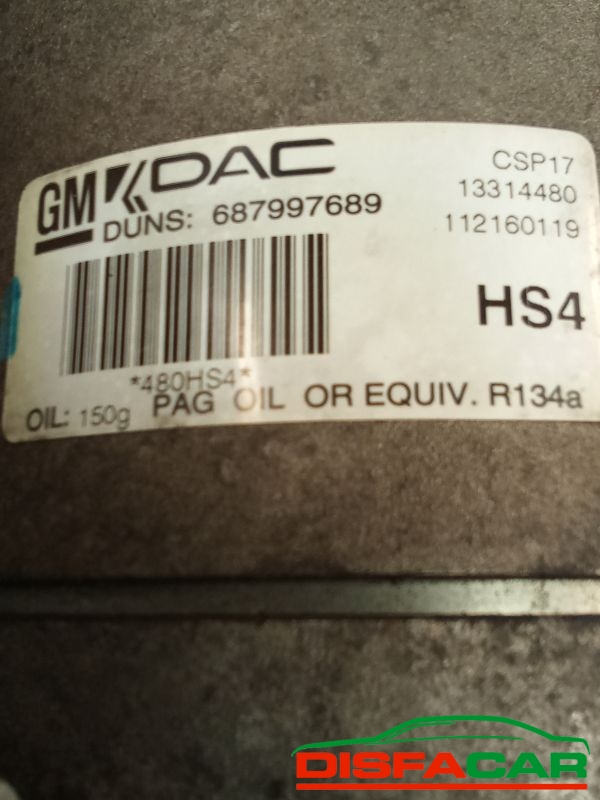 GM DAC
DUNS: 687997689
CSP17
13314480
112160119
HS4
*480HS4*
OIL: 150g PAG OIL OR EQUIV. R134a
DISFACAR